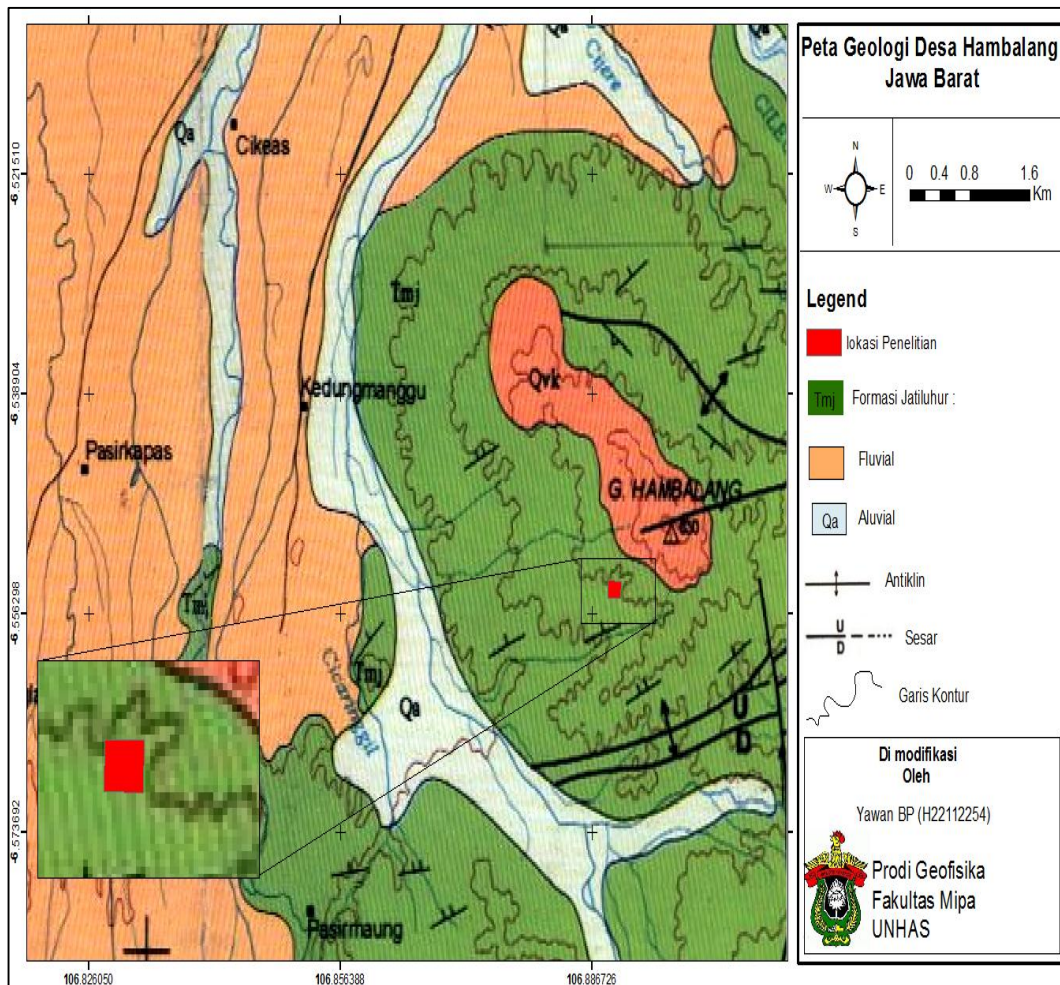 Peta Geologi Desa Hambalang
Jawa Barat
N
W E
S
0 0.4 0.8 1.6
Km
Legend
lokasi Penelitian
Tmj Formasi Jatiluhur :
Fluvial
Qa Aluvial
Antiklin
U
D
Sesar
Garis Kontur
Di modifikasi
Oleh
Yawan BP (H22112254)
Prodi Geofisika
Fakultas Mipa
UNHAS
Qa
Cijere
Qa
Cikeas
-6.521510
Tmj
Qvk
-6.538904
Kedungmanggu
Pasirkapas
G. HAMBALANG
-6.556298
Tmj
Tmj
Qa
U
D
-6.573692
Qa
Pasirmaung
106.826050
106.856388
106.886726